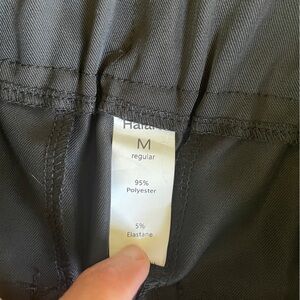 M
regular
95%
Polyester
5%
Elastane